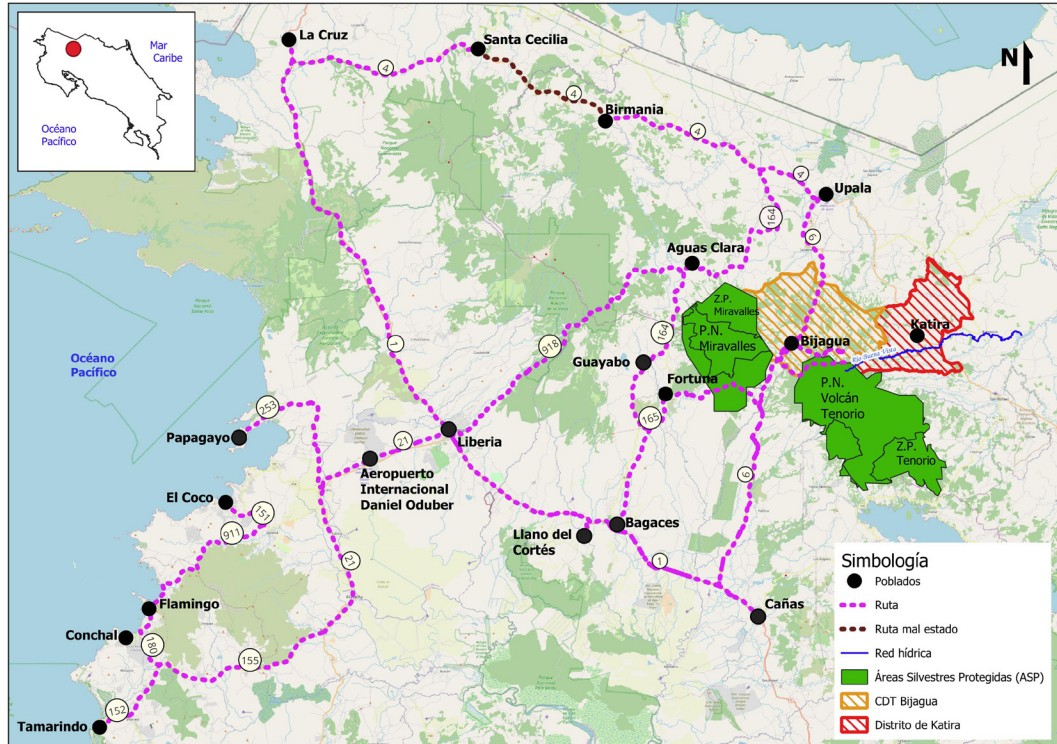 Mar
Caribe
Océano
Pacífico
N
La Cruz
Santa Cecilia
4
4
Birmania
4
4
Upala
164
6
Aguas Clara
Z.P.
Miravalles
P.N.
Miravalles
Katira
Río Buena Vista
Océano
Pacífico
1
918
164
Bijagua
Guayabo
Fortuna
P.N.
Volcán
Tenorio
253
165
Papagayo
21
Liberia
Z.P.
Tenorio
Aeropuerto
Internacional
Daniel Oduber
6
El Coco
151
911
Llano del
Cortés
Bagaces
21
1
Cañas
Flamingo
Conchal
180
155
152
Tamarindo
Simbología
Poblados
Ruta
Ruta mal estado
Red hídrica
Áreas Silvestres Protegidas (ASP)
CDT Bijagua
Distrito de Katira